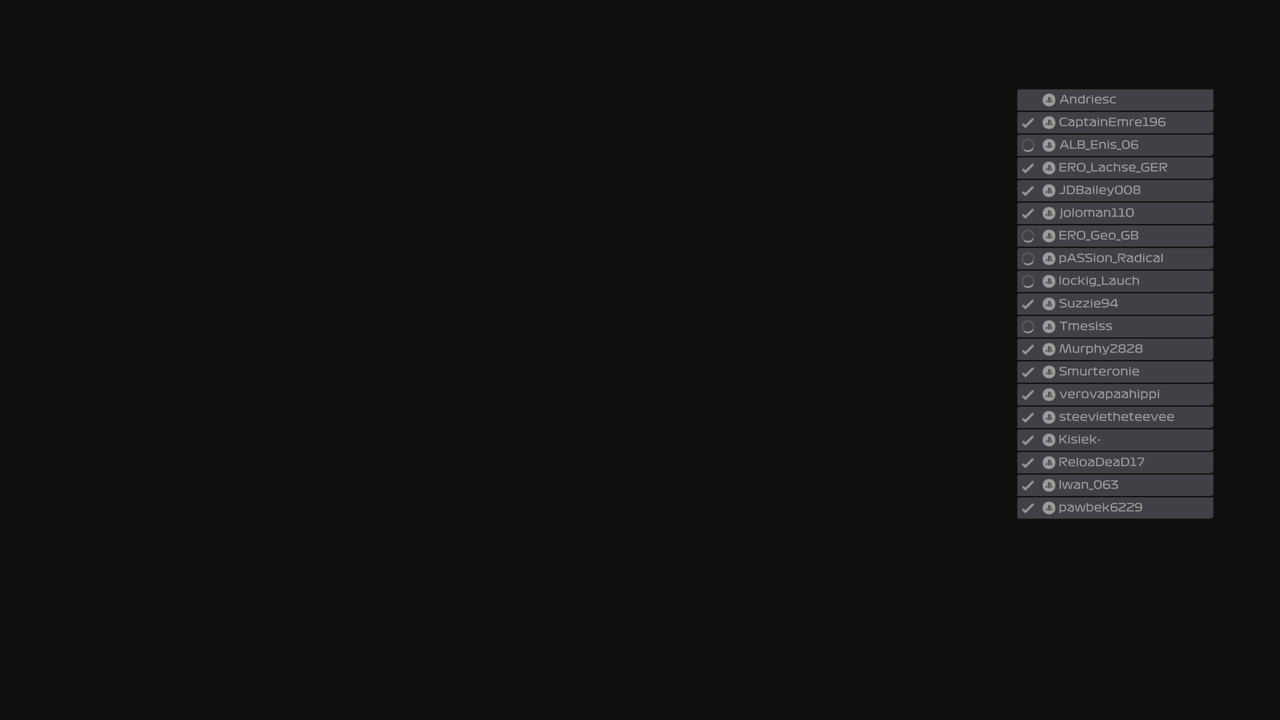 Andriesc
CaptainEmre196
ALB_Enis_06
ERO_Lachse_GER
JDBailey008
joloman110
ERO_Geo_GB
pASSion_Radical
lockig_Lauch
Suzzie94
Tmesiss
Murphy2828
Smurteronie
verovapaahippi
steevietheteevee
Kisiek-
ReloaDeaD17
Iwan_063
pawbek6229